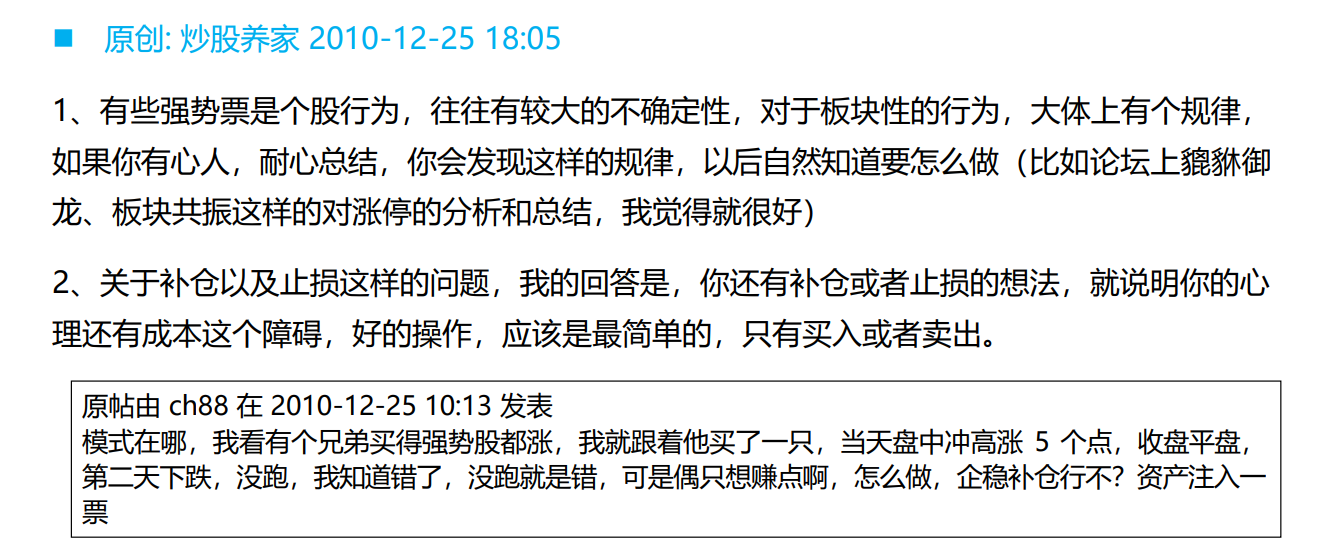 ■ 原创: 炒股养家 2010-12-25 18:05
1、有些强势票是个股行为，往往有较大的不确定性，对于板块性的行为，大体上有个规律，
如果你有心人，耐心总结，你会发现这样的规律，以后自然知道要怎么做（比如论坛上貔貅御
龙、板块共振这样的对涨停的分析和总结，我觉得就很好）
2、关于补仓以及止损这样的问题，我的回答是，你还有补仓或者止损的想法，就说明你的心
理还有成本这个障碍，好的操作，应该是最简单的，只有买入或者卖出。
原帖由 ch88 在 2010-12-25 10:13 发表
模式在哪，我看有个兄弟买得强势股都涨，我就跟着他买了一只，当天盘中冲高涨 5 个点，收盘平盘，
第二天下跌，没跑，我知道错了，没跑就是错，可是偶只想赚点啊，怎么做，企稳补仓行不？资产注入一
票